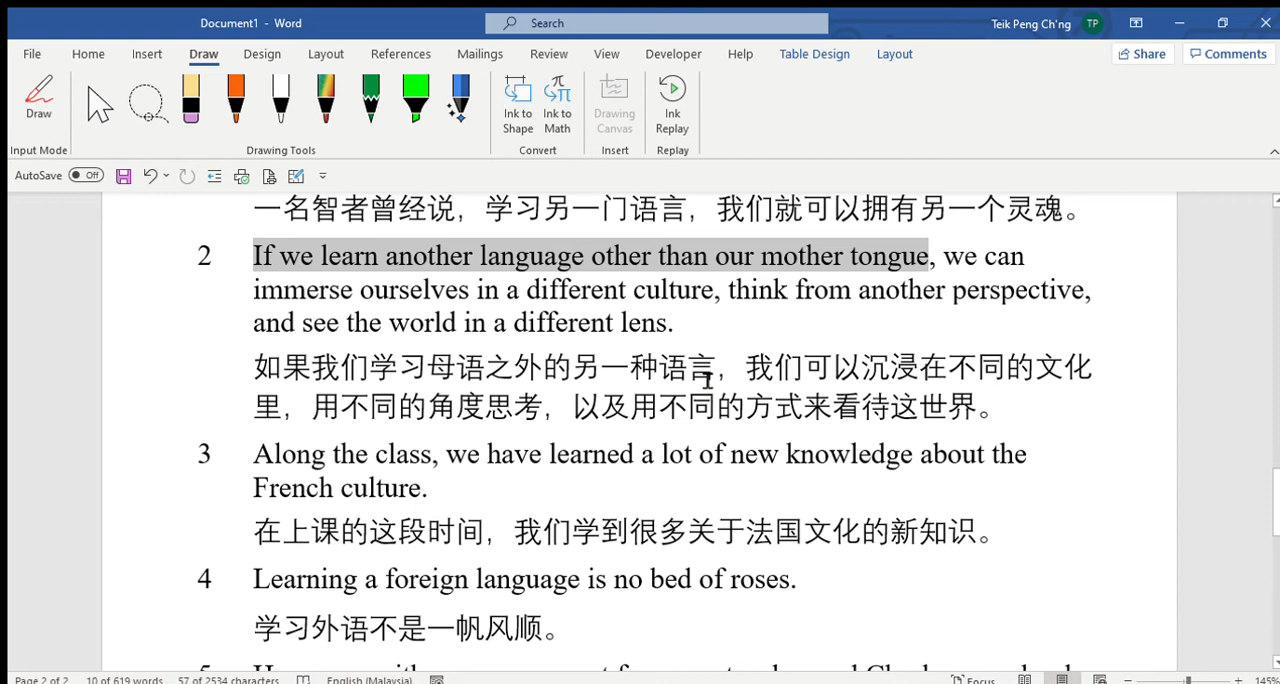 Document1 - Word
Search
Teik Peng Ch'ng
TP
File Home Insert Draw Design Layout References Mailings Review View Developer Help Table Design Layout
Share
Comments
Draw
Ink to Shape
Ink to Math
Drawing Canvas
Ink Replay
Input Mode
Drawing Tools
Convert
Insert
Replay
AutoSave Off
一名智者曾经说，学习另一门语言，我们就可以拥有另一个灵魂。
2 If we learn another language other than our mother tongue, we can
immerse ourselves in a different culture, think from another perspective,
and see the world in a different lens.
如果我们学习母语之外的另一种语言，我们可以沉浸在不同的文化
里，用不同的角度思考，以及用不同的方式来看待这世界。
3 Along the class, we have learned a lot of new knowledge about the
French culture.
在上课的这段时间，我们学到很多关于法国文化的新知识。
4 Learning a foreign language is no bed of roses.
学习外语不是一帆风顺。
Page 2 of 2 10 of 619 words 57 of 2534 characters English (Malaysia) Focus 145%